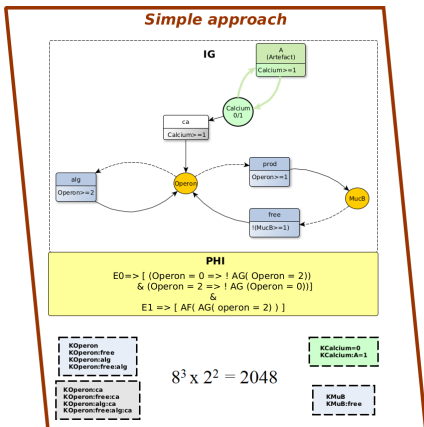 Simple approach
IG
A
(Artefact)
Calcium>=1
Calcium
0/1
ca
Calcium>=1
alg
Operon>=2
Operon
prod
Operon>=1
MucB
free
!(MucB>=1)
PHI
E0=> [ (Operon = 0 => ! AG( Operon = 2))
& (Operon = 2 => ! AG (Operon = 0))]
&
E1 => [ AF( AG( operon = 2) ) ]
KOperon
KOperon:free
KOperon:alg
KOperon:free:alg
KOperon:ca
KOperon:free:ca
KOperon:alg:ca
KOperon:free:alg:ca
8³ x 2² = 2048
KCalcium=0
KCalcium:A=1
KMuB
KMuB:free